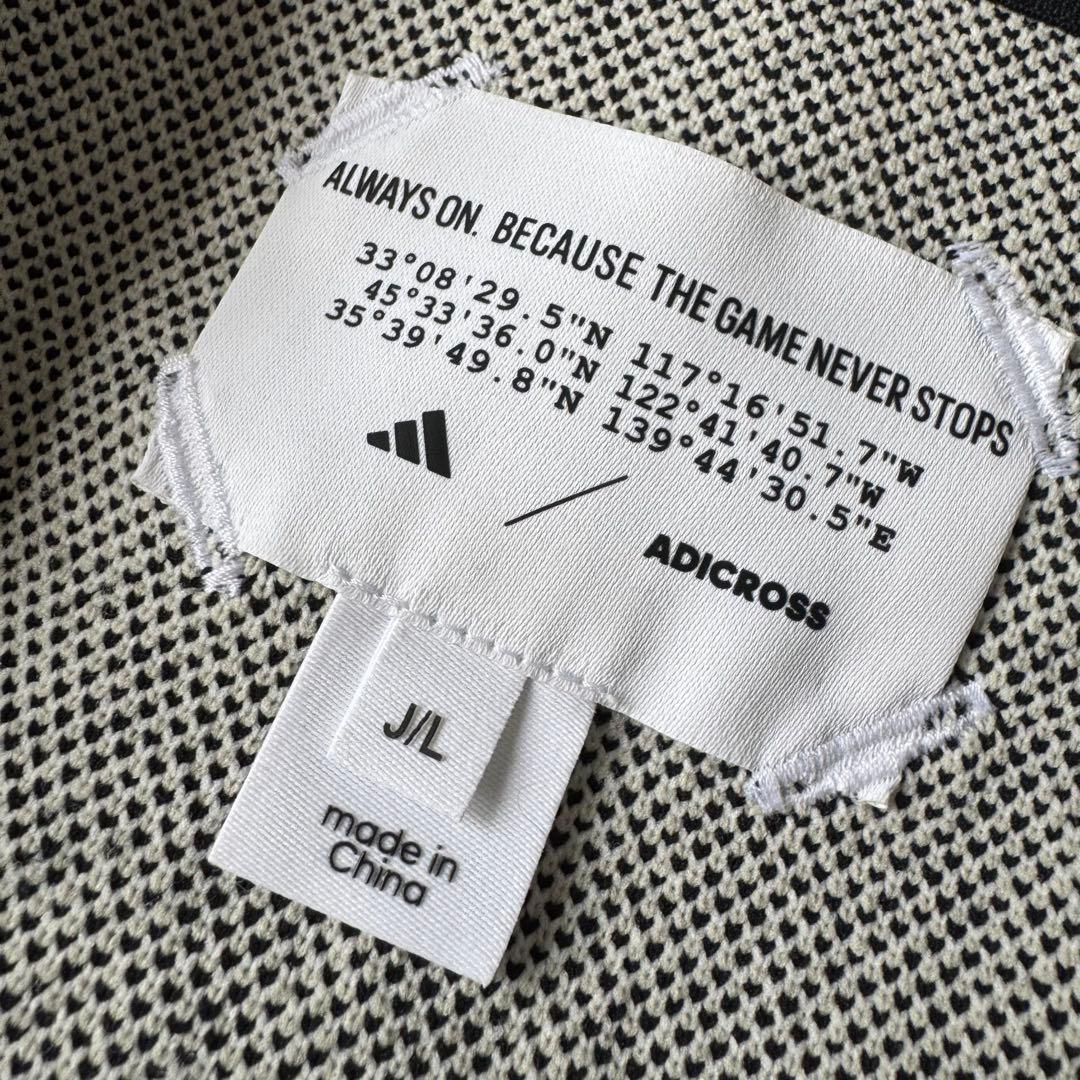 ALWAYS ON. BECAUSE THE GAME NEVER STOPS
33°08'29.5"N 117°16'51.7"W
45°33'36.0"N 122°41'40.7"W
35°39'49.8"N 139°44'30.5"E
ADICROSS
J/L
made in
China